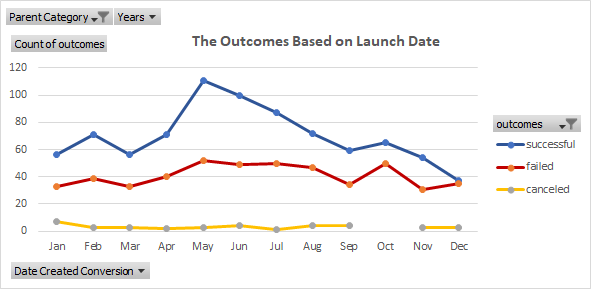 Parent Category Years
Count of outcomes
The Outcomes Based on Launch Date
120
100
80
60
40
20
0
Jan Feb Mar Apr May Jun Jul Aug Sep Oct Nov Dec
outcomes
successful
failed
canceled
Date Created Conversion